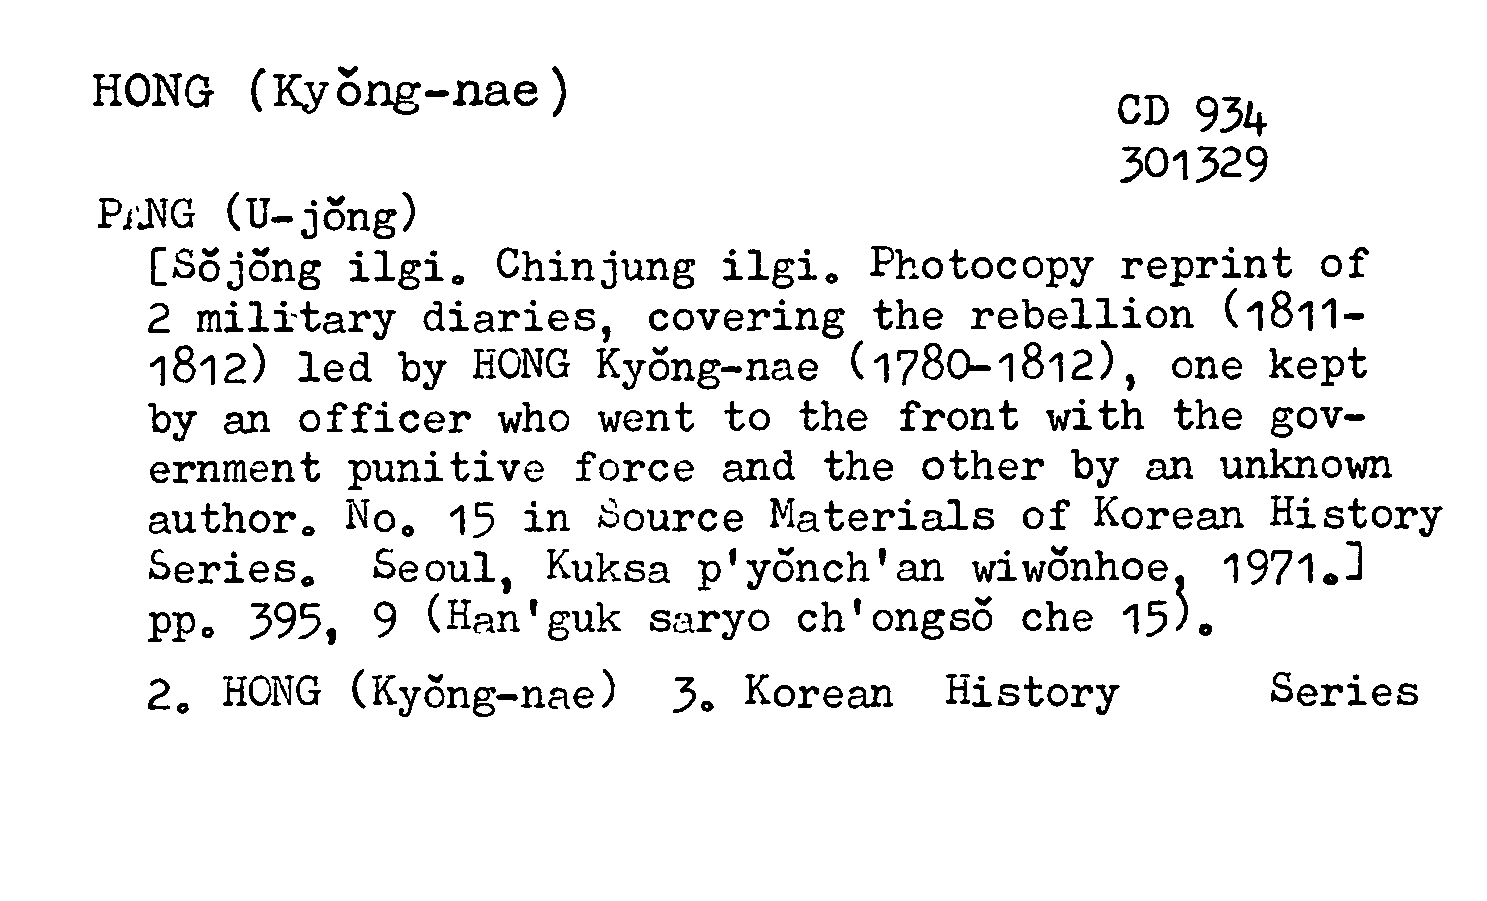 HONG (Kyŏng-nae)
CD 934
301329
PANG (U-jŏng)
[Sŏjŏng ilgi. Chinjung ilgi. Photocopy reprint of
2 military diaries, covering the rebellion (1811-
1812) led by HONG Kyŏng-nae (1780-1812), one kept
by an officer who went to the front with the gov-
ernment punitive force and the other by an unknown
author. No. 15 in Source Materials of Korean History
Series. Seoul, Kuksa p'yŏnch'an wiwŏnhoe, 1971.]
pp. 395, 9 (Han'guk saryo ch'ongsŏ che 15).
2. HONG (Kyŏng-nae) 3. Korean History Series